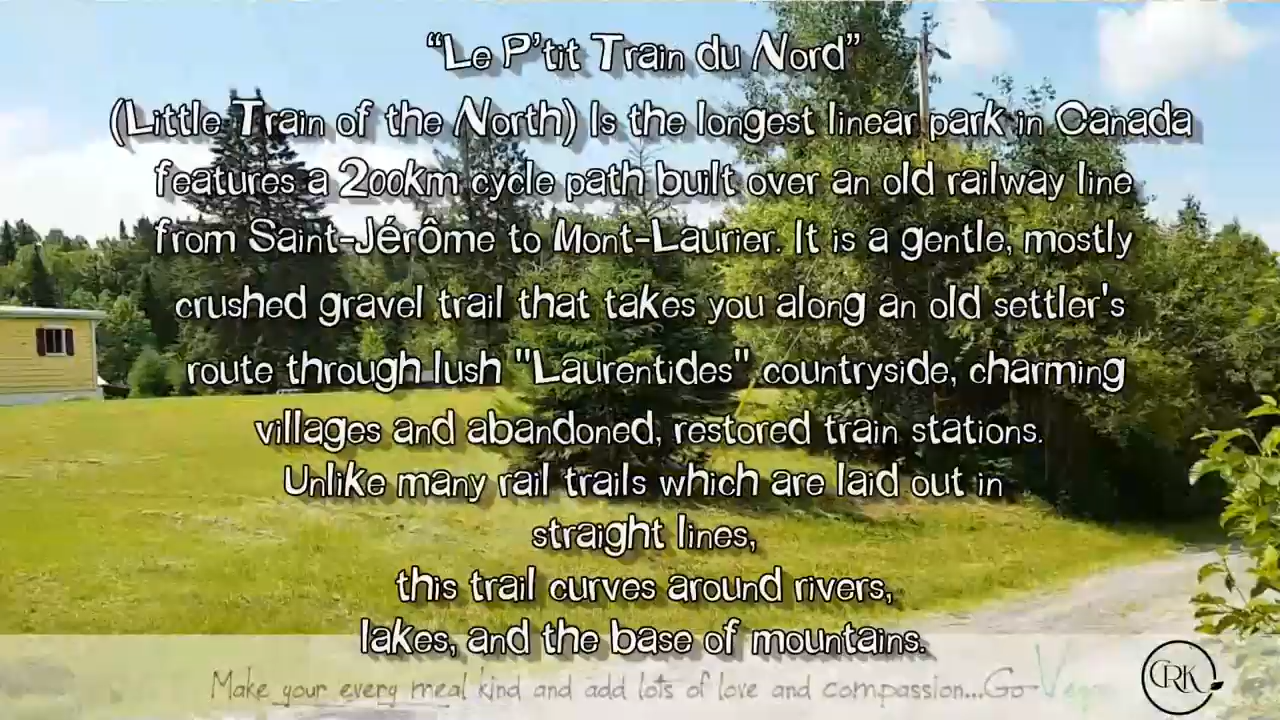 “Le P’tit Train du Nord”
(Little Train of the North) Is the longest linear park in Canada
features a 200km cycle path built over an old railway line
from Saint-Jérôme to Mont-Laurier. It is a gentle, mostly
crushed gravel trail that takes you along an old settler's
route through lush "Laurentides" countryside, charming
villages and abandoned, restored train stations.
Unlike many rail trails which are laid out in
straight lines,
this trail curves around rivers,
lakes, and the base of mountains.
Make your every meal kind and add lots of love and compassion...Go Vegan
CRK